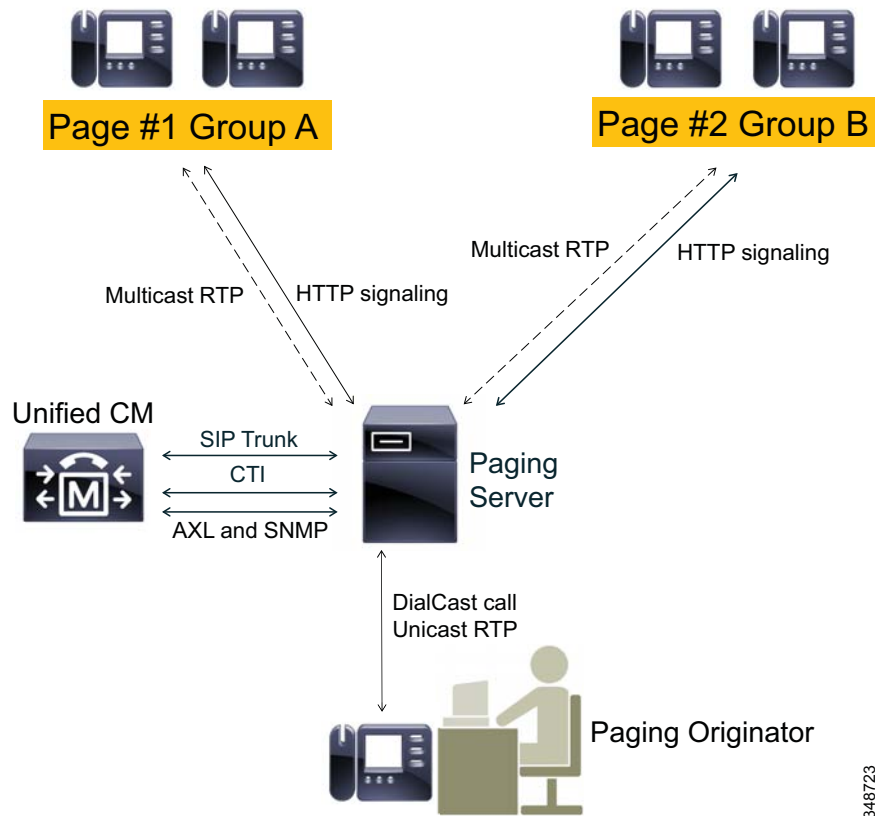 Page #1 Group A
Page #2 Group B
Multicast RTP
HTTP signaling
Multicast RTP
HTTP signaling
Unified CM
SIP Trunk
CTI
AXL and SNMP
M
Paging
Server
DialCast call
Unicast RTP
Paging Originator
348723